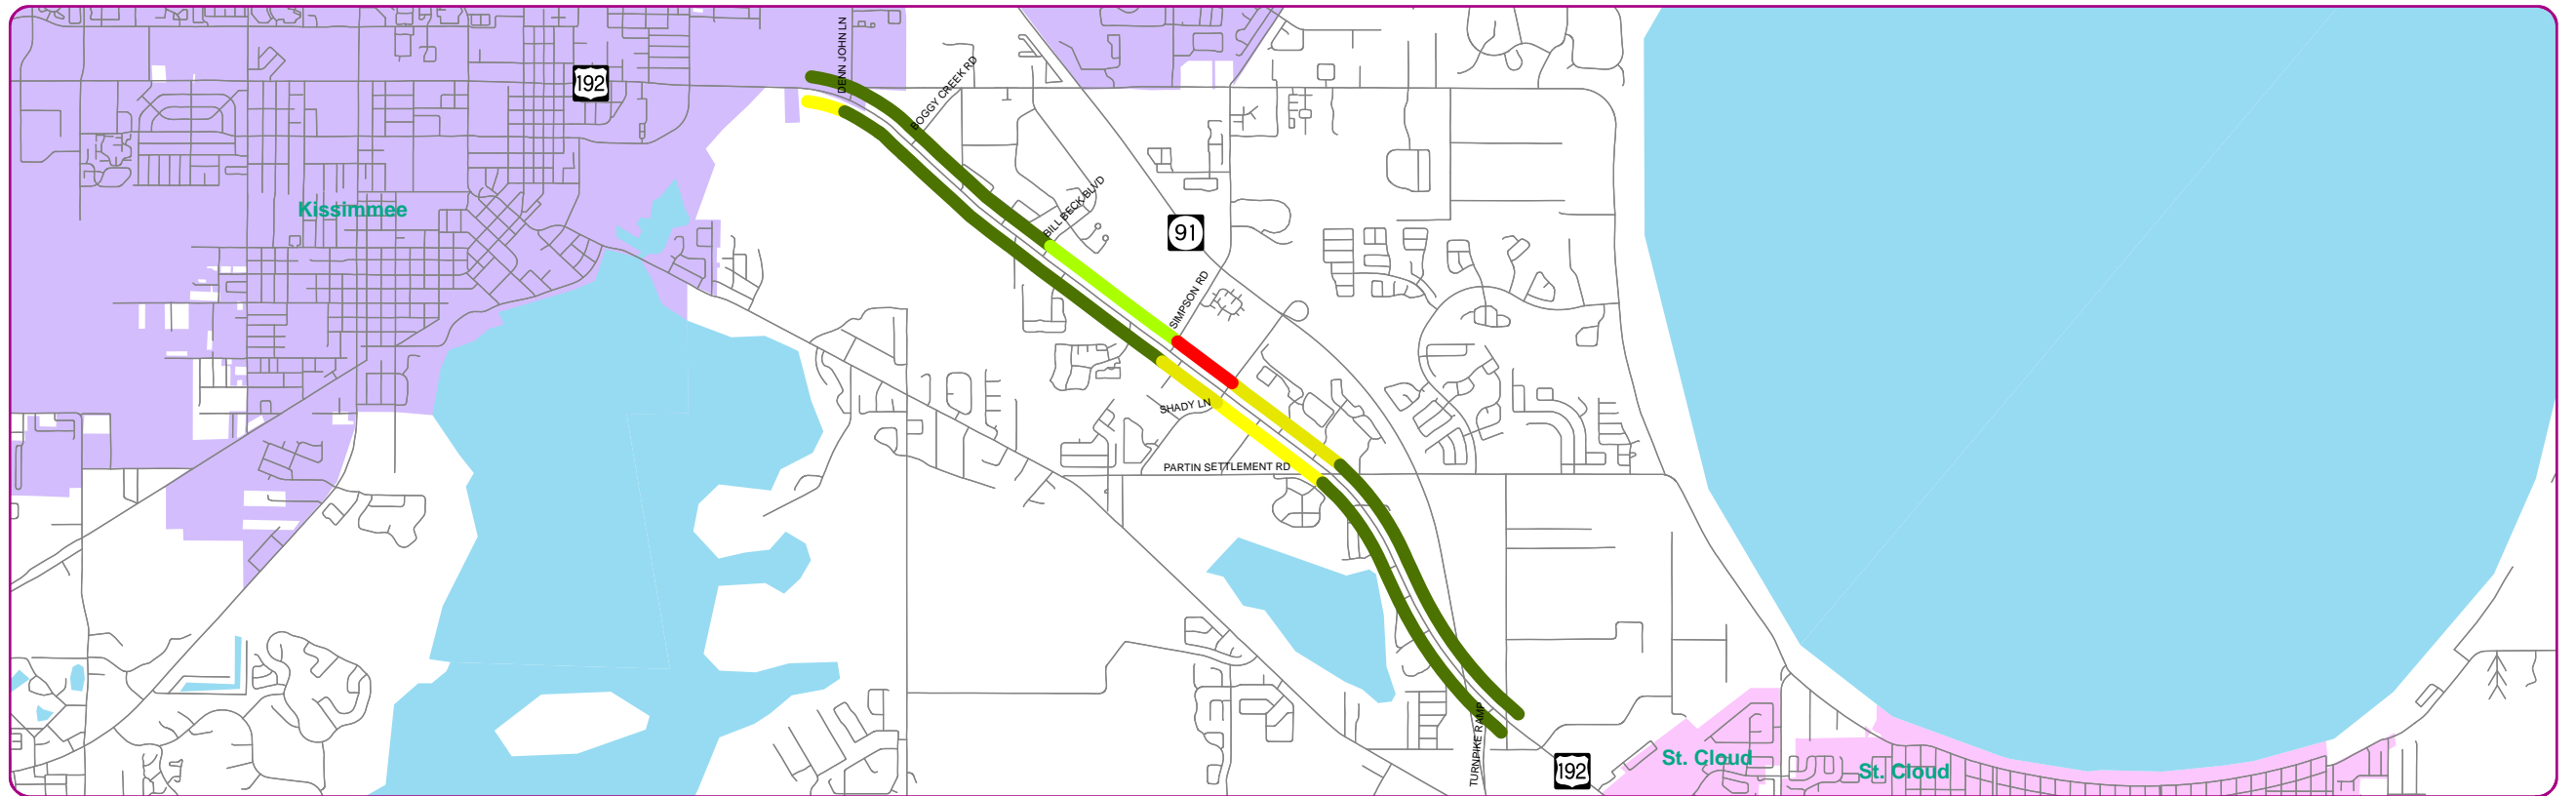 DENN JOHN LN
192
BOGGY CREEK RD
Kissimmee
BILL BECK BLVD
91
SIMPSON RD
SHADY LN
PARTIN SETTLEMENT RD
TURNPIKE RAMP
St. Cloud
192
St. Cloud